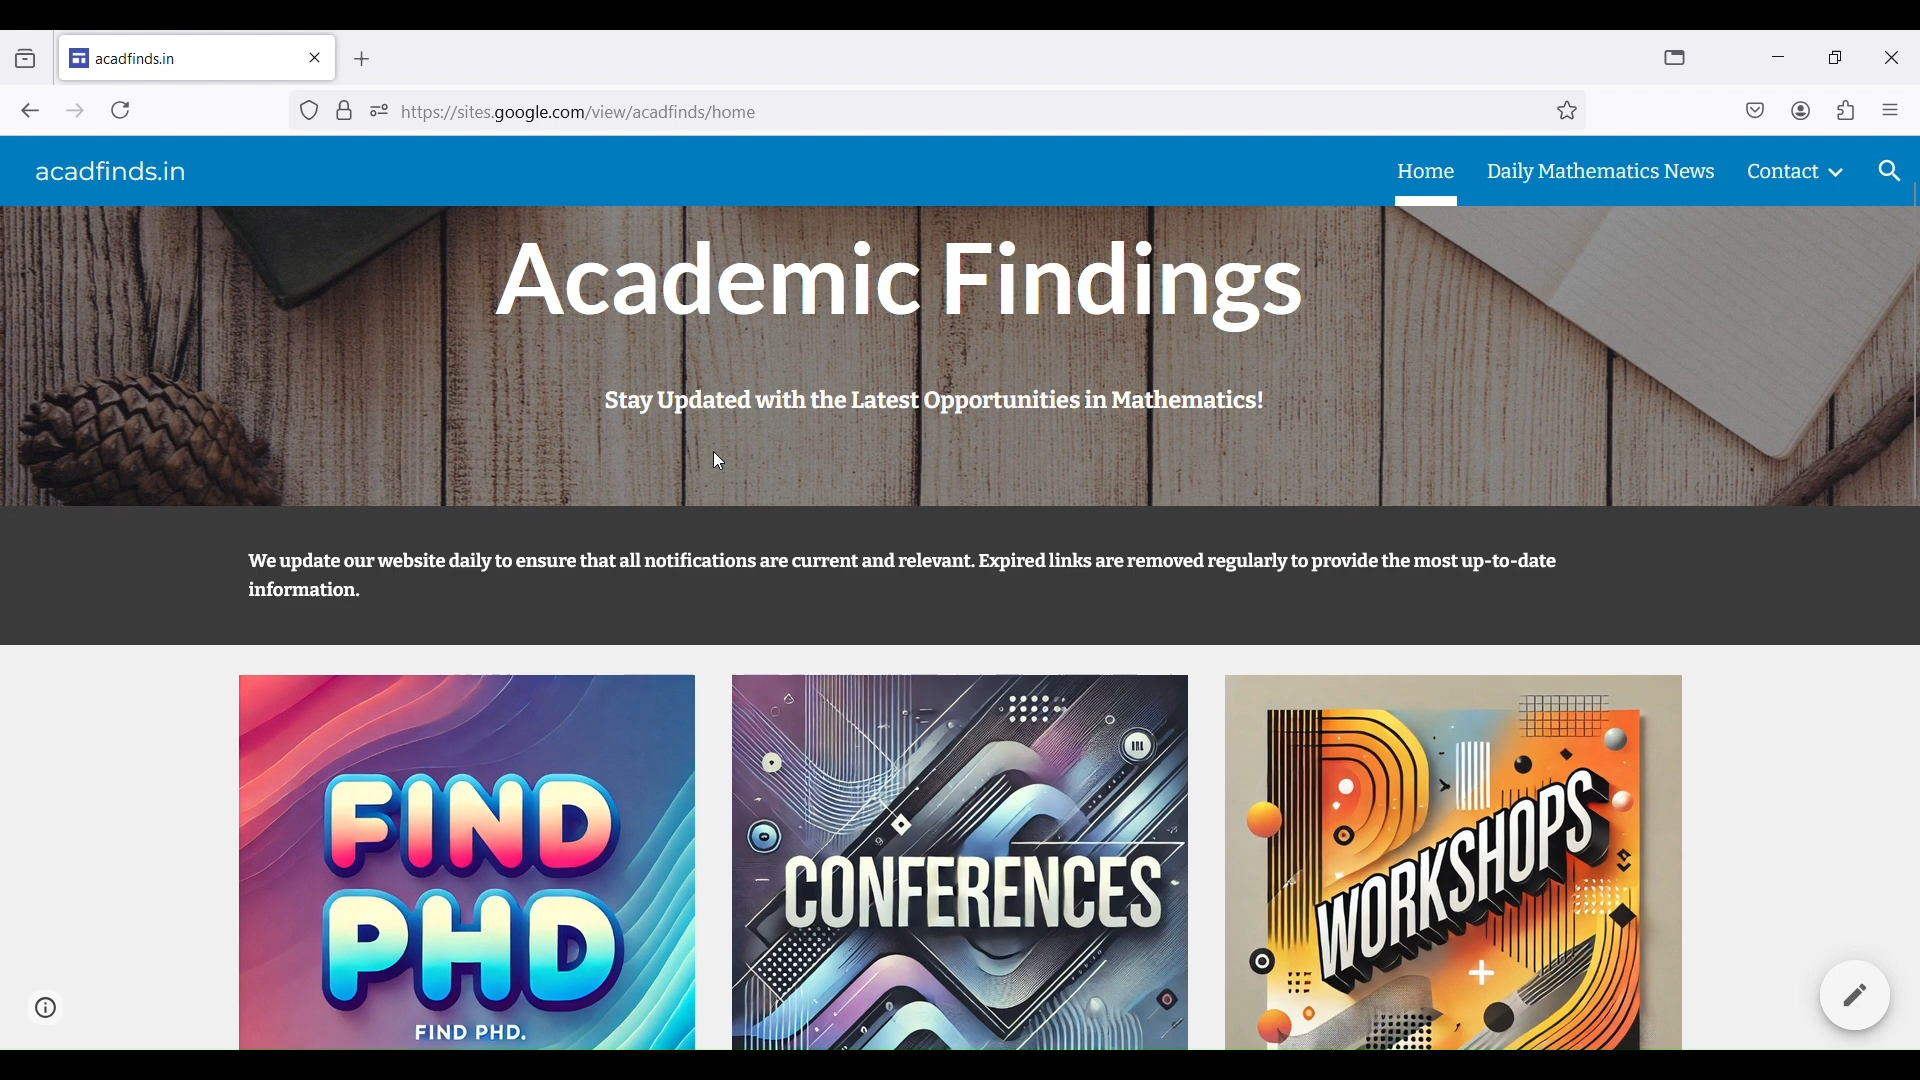 acadfinds.in
https://sites.google.com/view/acadfinds/home
acadfinds.in
Home
Daily Mathematics News
Contact
Academic Findings
Stay Updated with the Latest Opportunities in Mathematics!
We update our website daily to ensure that all notifications are current and relevant. Expired links are removed regularly to provide the most up-to-date
information.
FIND
PHD
FIND PHD.
CONFERENCES
WORKSHOPS